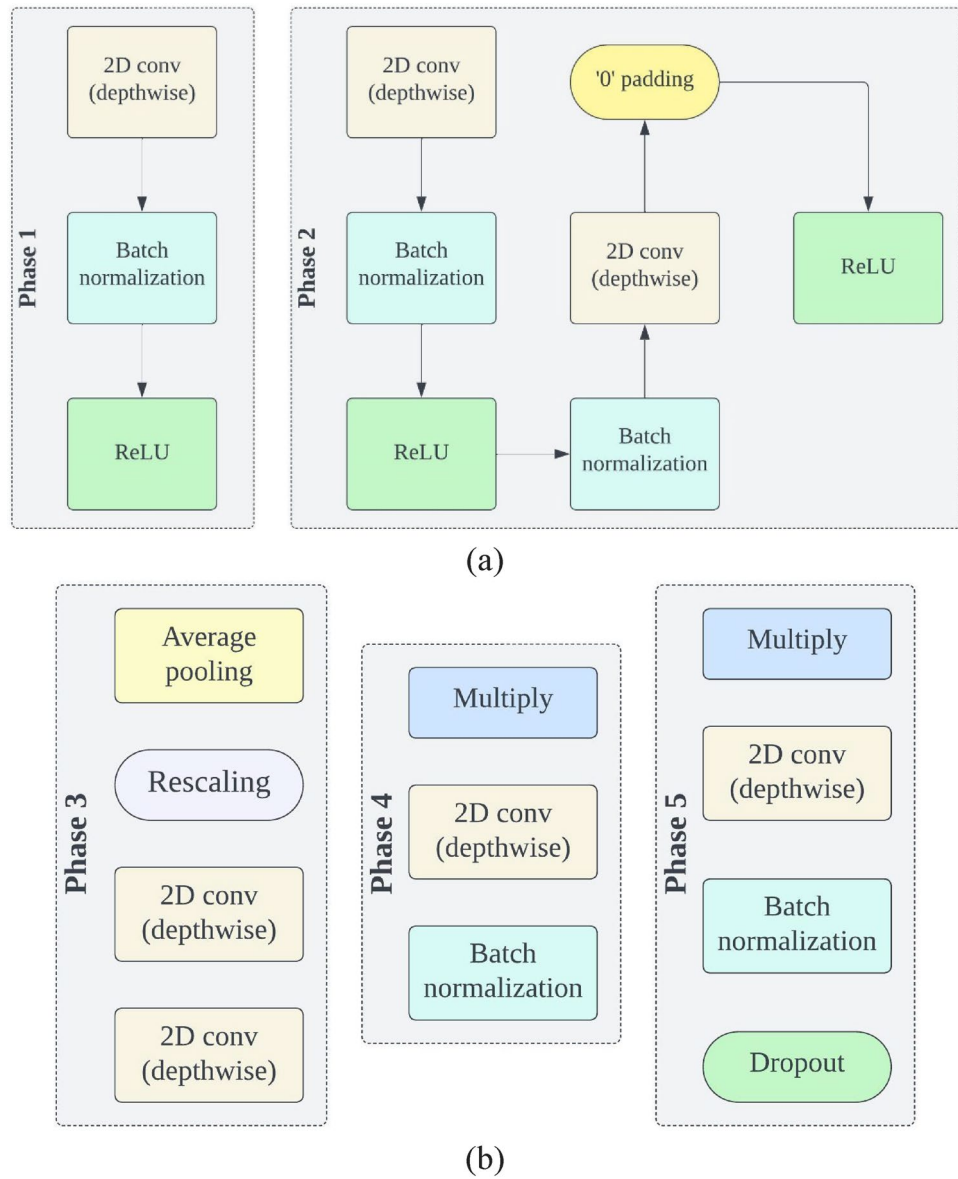 Phase 1
2D conv
(depthwise)
Batch
normalization
ReLU
Phase 2
2D conv
(depthwise)
Batch
normalization
ReLU
Batch
normalization
2D conv
(depthwise)
'0' padding
ReLU
(a)
Phase 3
Average
pooling
Rescaling
2D conv
(depthwise)
2D conv
(depthwise)
Phase 4
Multiply
2D conv
(depthwise)
Batch
normalization
Phase 5
Multiply
2D conv
(depthwise)
Batch
normalization
Dropout
(b)